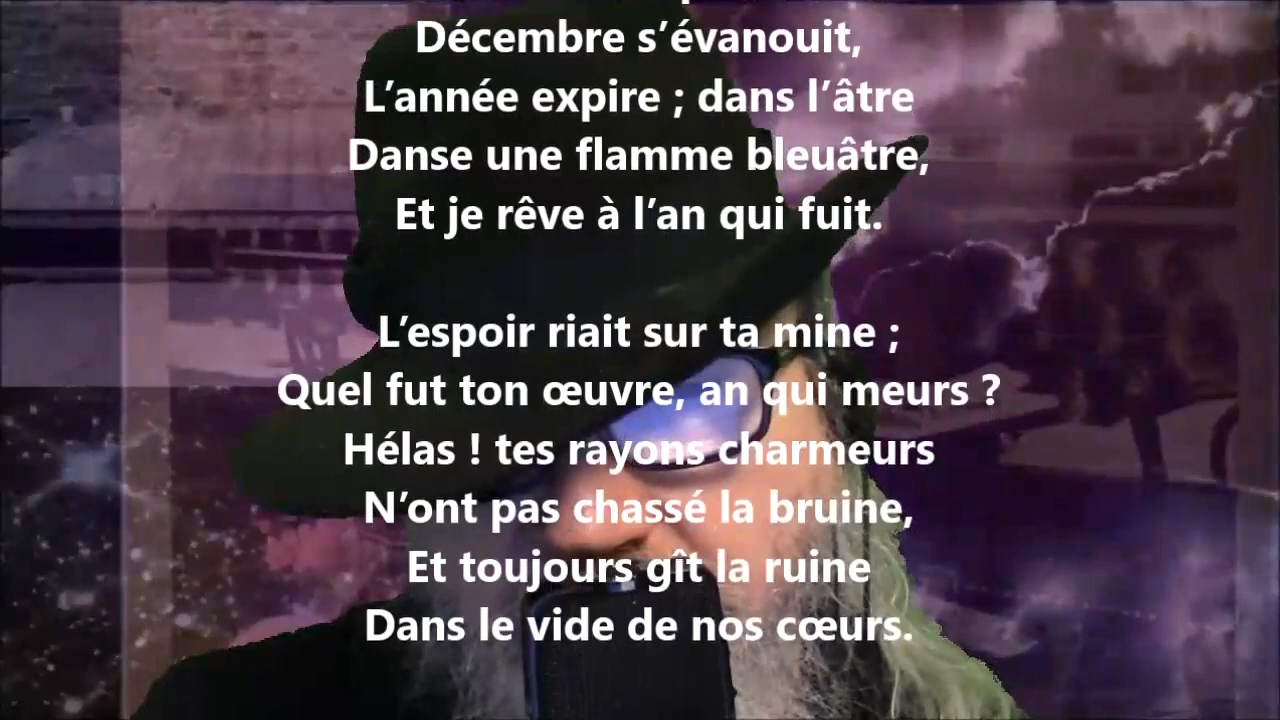 Décembre s’évanouit,
L’année expire ; dans l’âtre
Danse une flamme bleuâtre,
Et je rêve à l’an qui fuit.
L’espoir riait sur ta mine ;
Quel fut ton œuvre, an qui meurs ?
Hélas ! tes rayons charmeurs
N’ont pas chassé la bruine,
Et toujours gît la ruine
Dans le vide de nos cœurs.